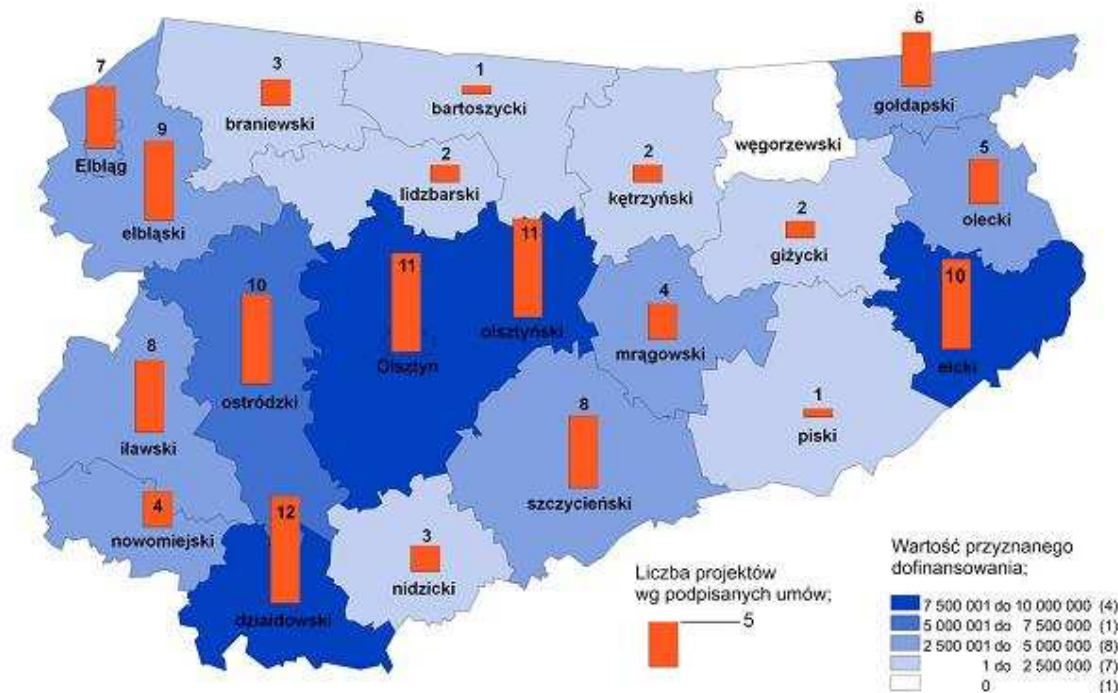 6
gołdapski
7
Elbląg
3
braniewski
1
bartoszycki
węgorzewski
9
elbląski
2
lidzbarski
2
kętrzyński
5
olecki
2
giżycki
11
olsztyński
11
Olsztyn
10
ostródzki
10
ełcki
4
mrągowski
8
iławski
1
piski
8
szczycieński
4
nowomiejski
12
działdowski
3
nidzicki
Liczba projektów
wg podpisanych umów;
5
Wartość przyznanego
dofinansowania;
7 500 001 do 10 000 000 (4)
5 000 001 do 7 500 000 (1)
2 500 001 do 5 000 000 (8)
1 do 2 500 000 (7)
0 (1)